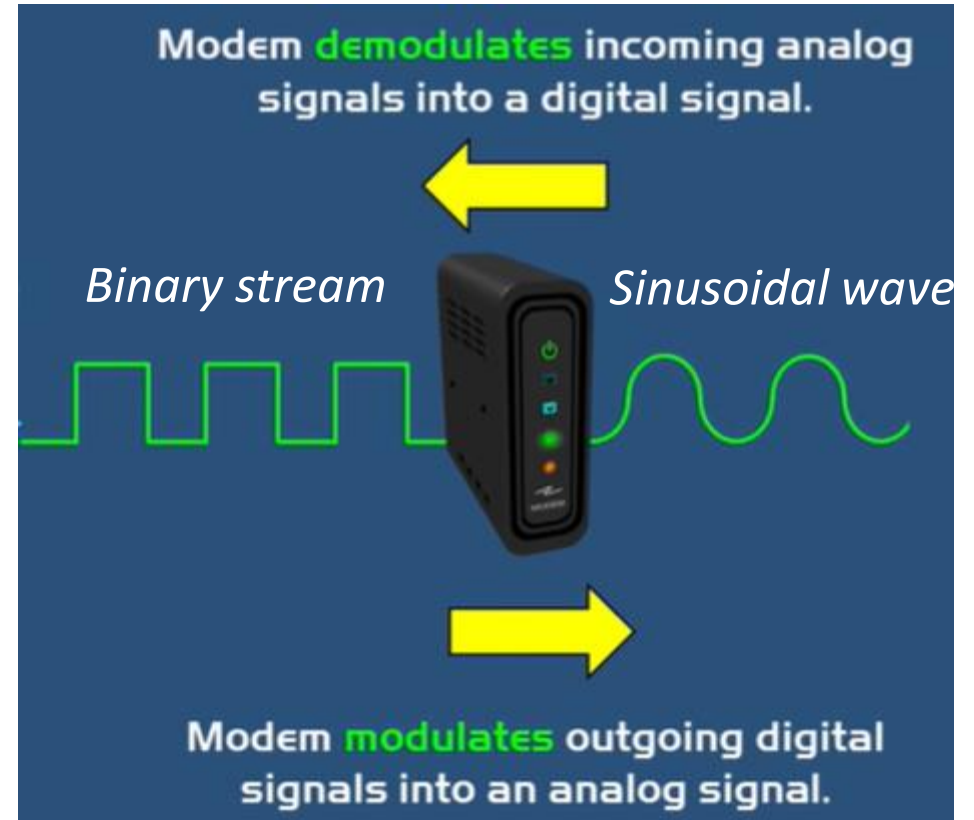 Modem demodulates incoming analog
signals into a digital signal.
Binary stream
Sinusoidal wave
MODEM
Modem modulates outgoing digital
signals into an analog signal.